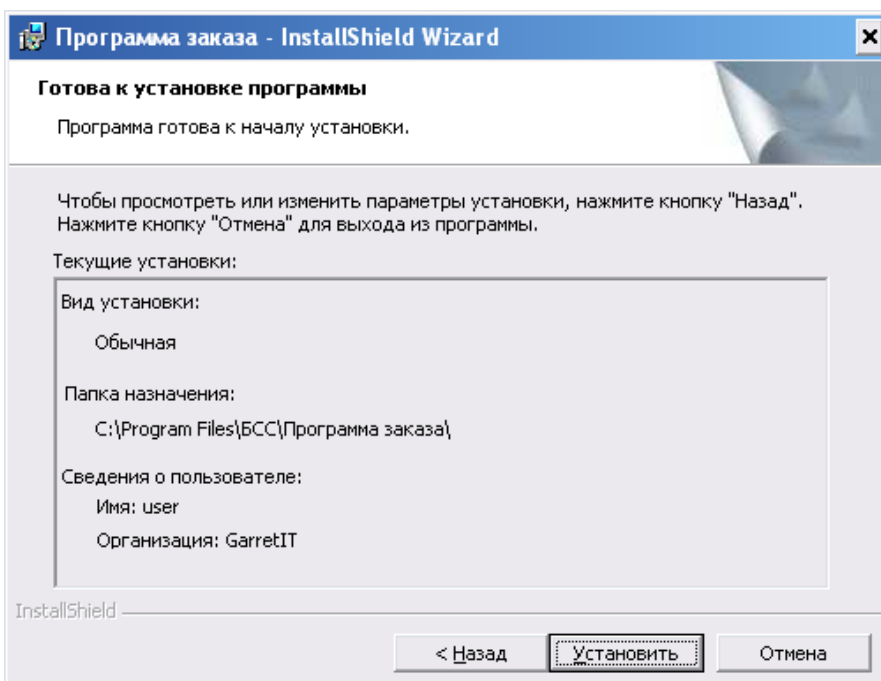 Программа заказа - InstallShield Wizard
Готова к установке программы
Программа готова к началу установки.
Чтобы просмотреть или изменить параметры установки, нажмите кнопку "Назад".
Нажмите кнопку "Отмена" для выхода из программы.
Текущие установки:
Вид установки:
Обычная
Папка назначения:
C:\Program Files\БСС\Программа заказа\
Сведения о пользователе:
Имя: user
Организация: GarretIT
InstallShield
< Назад Установить Отмена